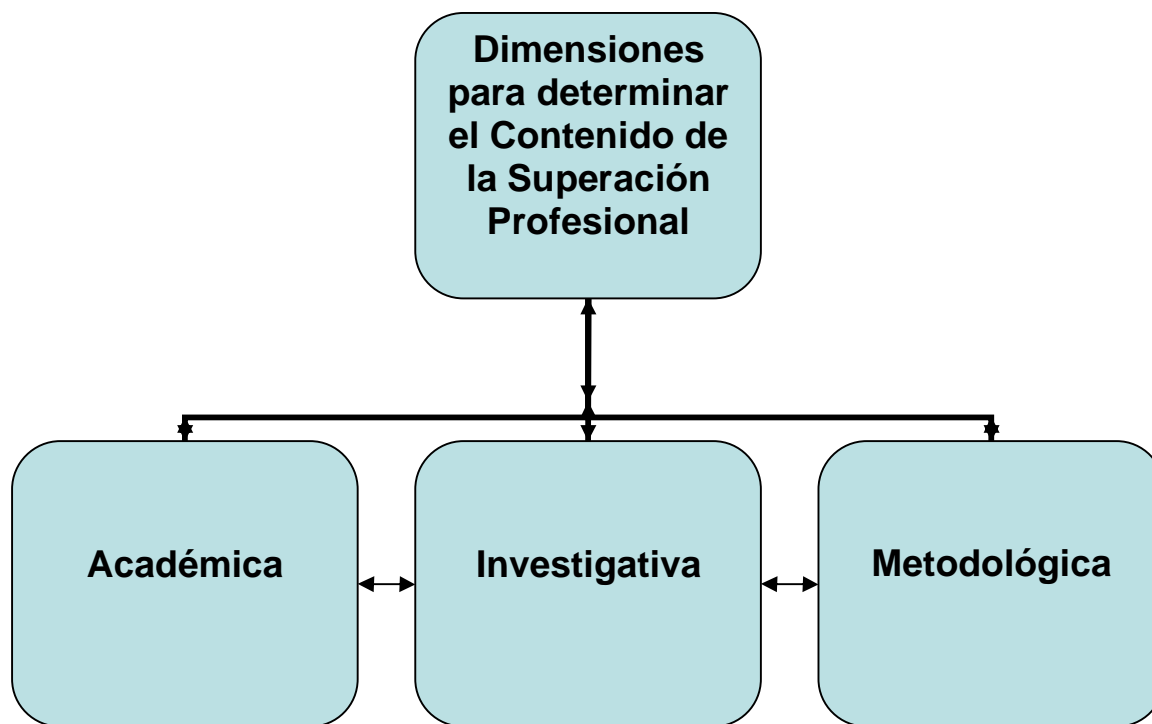 Dimensiones
para determinar
el Contenido de
la Superación
Profesional
Académica
Investigativa
Metodológica